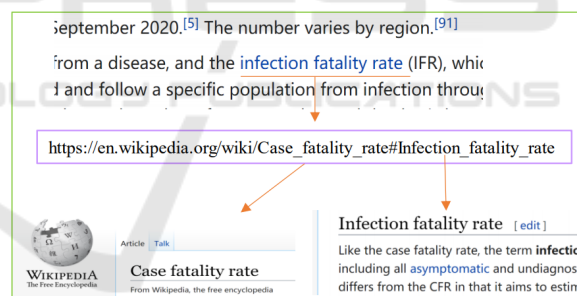 September 2020.[5] The number varies by region.[91]
from a disease, and the infection fatality rate (IFR), whic
d and follow a specific population from infection throug
https://en.wikipedia.org/wiki/Case_fatality_rate#Infection_fatality_rate
WIKIPEDIA
The Free Encyclopedia
Article Talk
Case fatality rate
From Wikipedia, the free encyclopedia
Infection fatality rate [ edit ]
Like the case fatality rate, the term infectio
including all asymptomatic and undiagnos
differs from the CFR in that it aims to estim